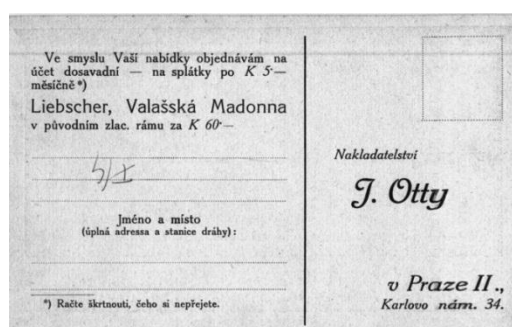 Ve smyslu Vaší nabídky objednávám na
účet dosavadní — na splátky po K 5·—
měsíčně *)
Liebscher, Valašská Madonna
v původním zlac. rámu za K 60·—
Jméno a místo
(úplná adressa a stanice dráhy) :
*) Račte škrtnouti, čeho si nepřejete.
Nakladatelství
J. Otty
v Praze II.,
Karlovo nám. 34.